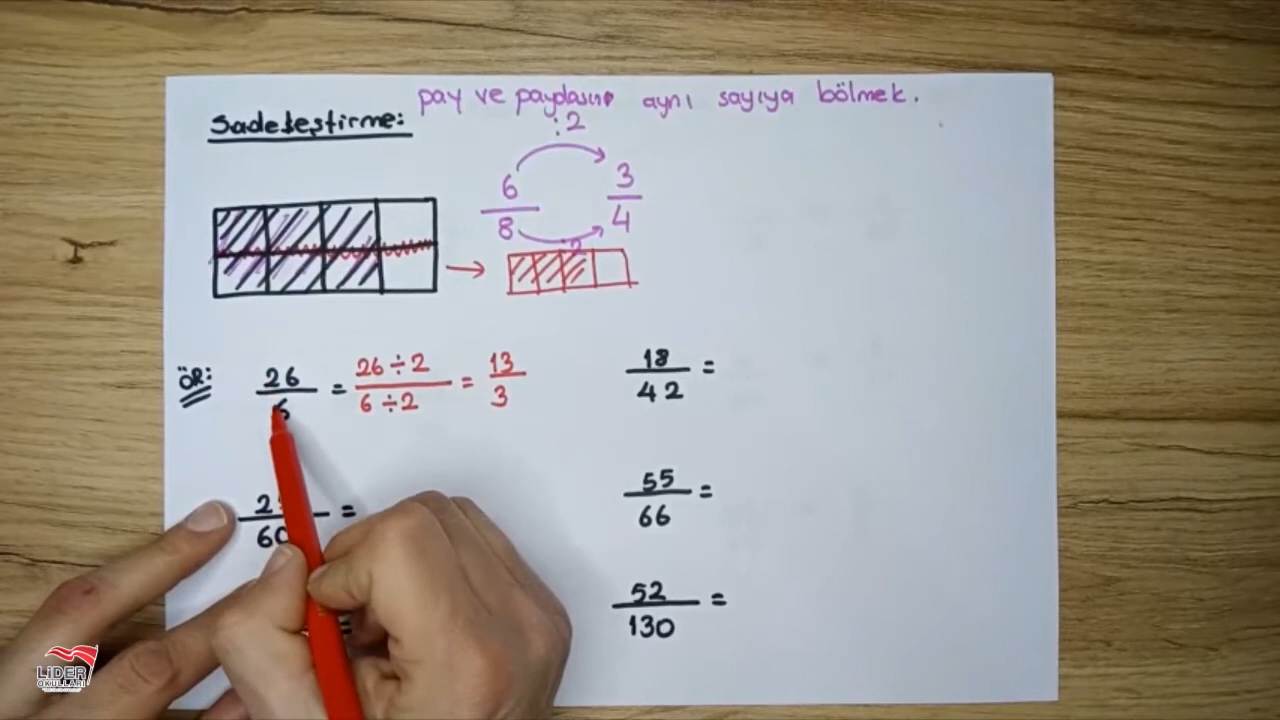 pay ve paydasını aynı sayıya bölmek.
Sadeleştirme:
:2
6/8 3/4
ÖR: 26/6 = 26÷2/6÷2 = 13/3
18/42 =
60
55/66 =
52/130 =
LİDER
OKULLARI